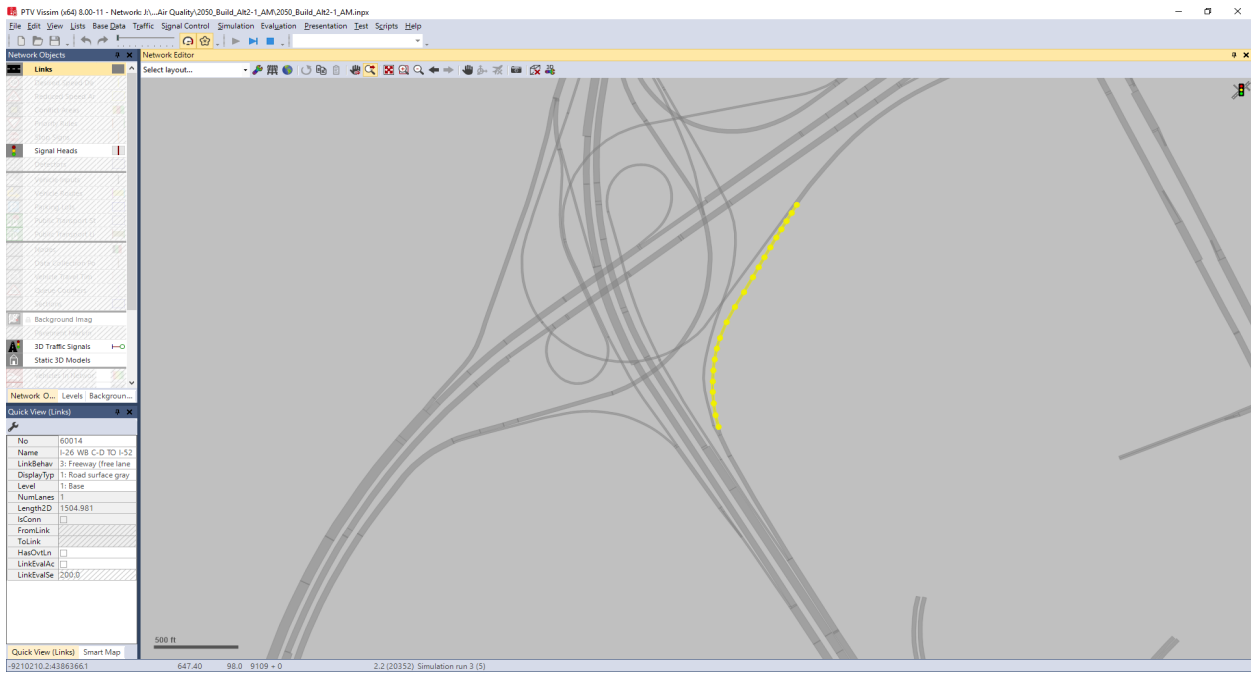 PTV Vissim (x64) 8.00-11 - Network: J:\...Air Quality\2050_Build_Alt2-1_AM\2050_Build_Alt2-1_AM.inpx
File Edit View Lists Base Data Traffic Signal Control Simulation Evaluation Presentation Test Scripts Help
Network Objects
Network Editor
Select layout...
Links
Signal Heads
Background Imag
3D Traffic Signals
Static 3D Models
Network O... Levels Backgroun...
Quick View (Links)
No 60014
Name I-26 WB C-D TO I-52
LinkBehav 3: Freeway (free lane
DisplayTyp 1: Road surface gray
Level 1: Base
NumLanes 1
Length2D 1504.981
IsConn
FromLink
ToLink
HasOvtLn
LinkEvalAc
LinkEvalSe 200.0
500 ft
Quick View (Links) Smart Map
-9210210.2:4386366.1 647.40 98.0 9109 + 0 2.2 (20352) Simulation run 3 (5)